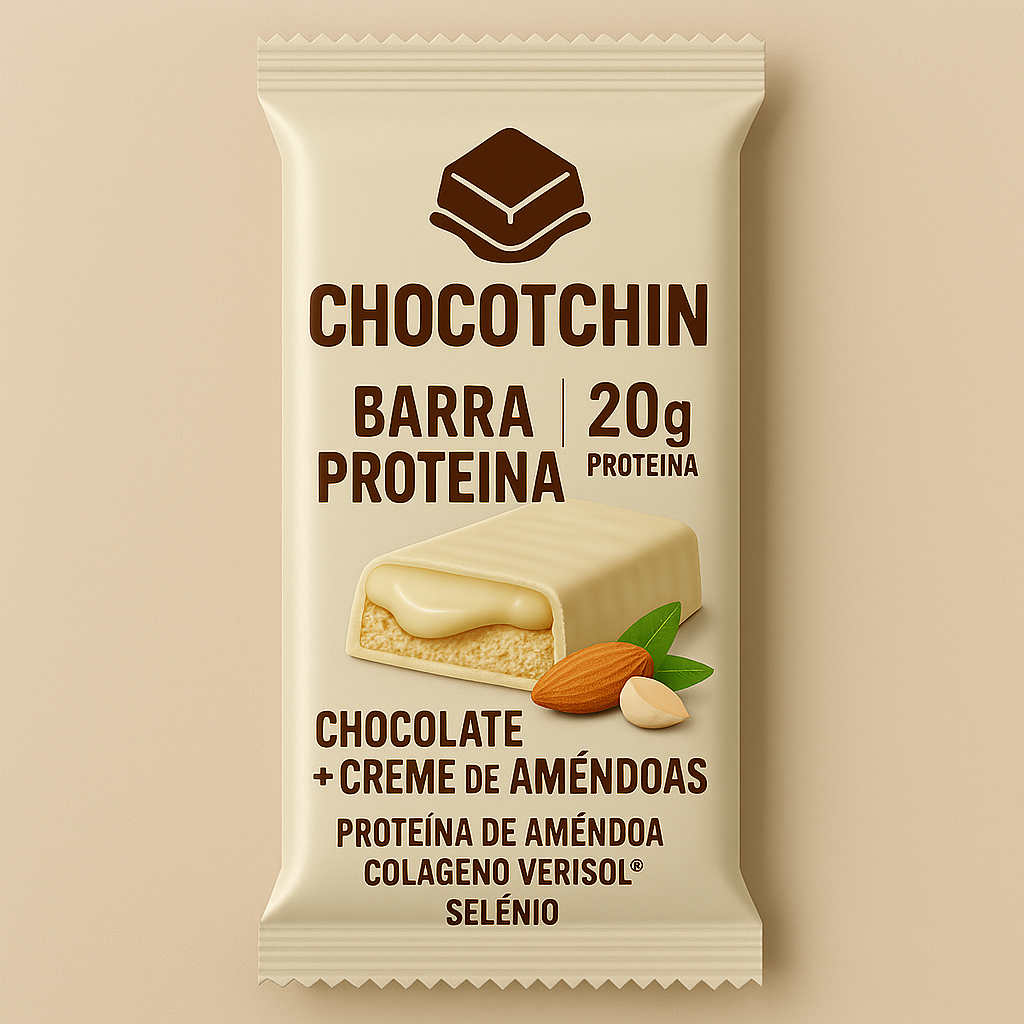 CHOCOTCHIN
BARRA
PROTEINA
20g
PROTEINA
CHOCOLATE
+ CREME DE AMÉNDOAS
PROTEÍNA DE AMÉNDOA
COLAGENO VERISOL®
SELÉNIO